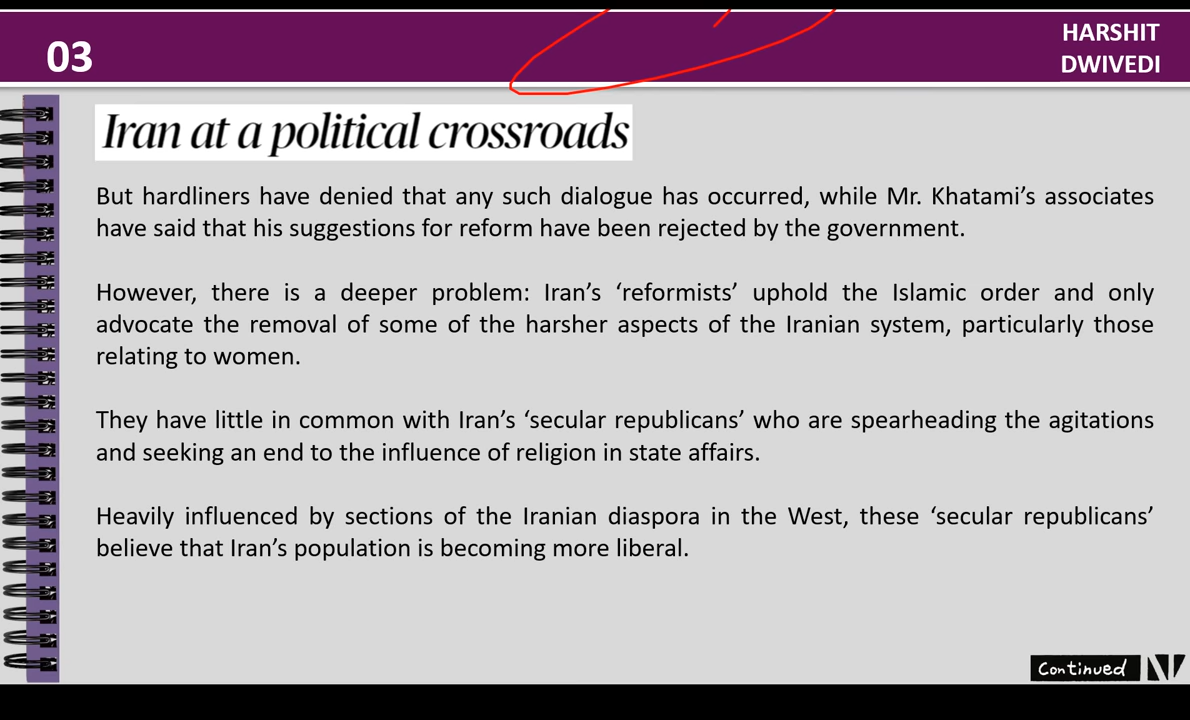 03
HARSHIT
DWIVEDI
Iran at a political crossroads
But hardliners have denied that any such dialogue has occurred, while Mr. Khatami’s associates
have said that his suggestions for reform have been rejected by the government.
However, there is a deeper problem: Iran’s ‘reformists’ uphold the Islamic order and only
advocate the removal of some of the harsher aspects of the Iranian system, particularly those
relating to women.
They have little in common with Iran’s ‘secular republicans’ who are spearheading the agitations
and seeking an end to the influence of religion in state affairs.
Heavily influenced by sections of the Iranian diaspora in the West, these ‘secular republicans’
believe that Iran’s population is becoming more liberal.
Continued